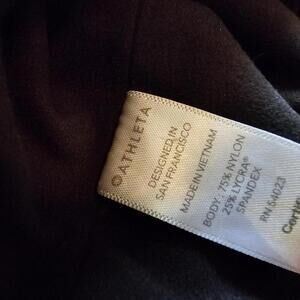 ATHLETA
DESIGNED IN
SAN FRANCISCO
MADE IN VIETNAM
BODY : 75% NYLON
25% LYCRA®
SPANDEX
RN 54023